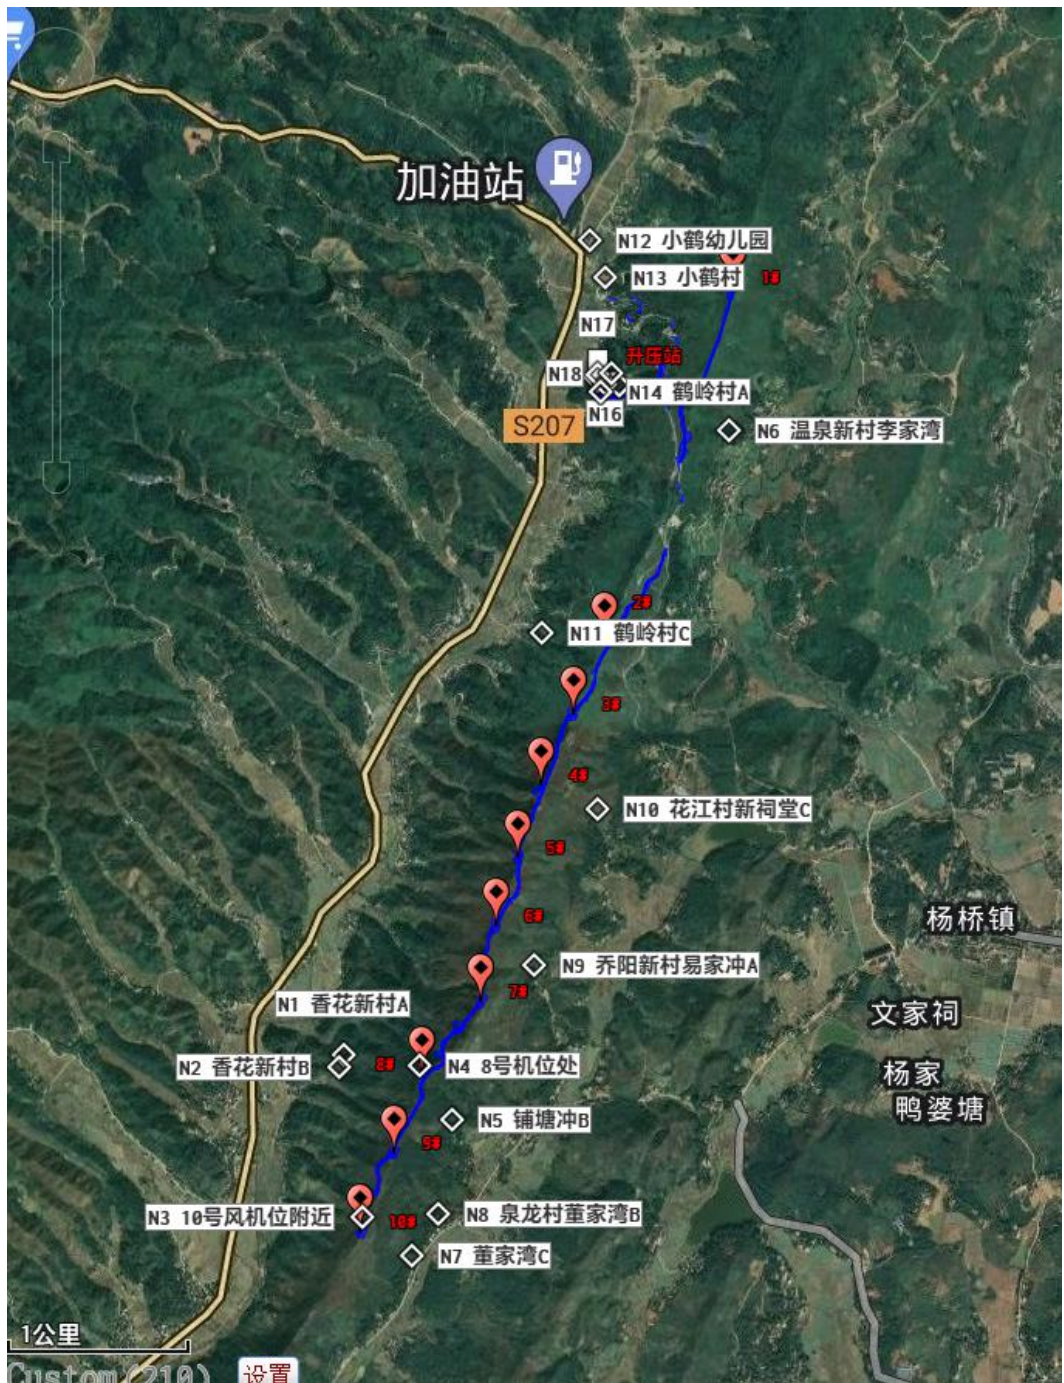 加油站
N12 小鹤幼儿园
N13 小鹤村
1#
N17
升压站
N18
N14 鹤岭村A
N16
S207
N6 温泉新村李家湾
2#
N11 鹤岭村C
3#
4#
N10 花江村新祠堂C
5#
6#
杨桥镇
N9 乔阳新村易家冲A
7#
N1 香花新村A
文家祠
N2 香花新村B
8#
N4 8号机位处
杨家
鸭婆塘
N5 铺塘冲B
9#
N3 10号风机位附近
10#
N8 泉龙村董家湾B
N7 董家湾C
1公里
Custom(210)
设置